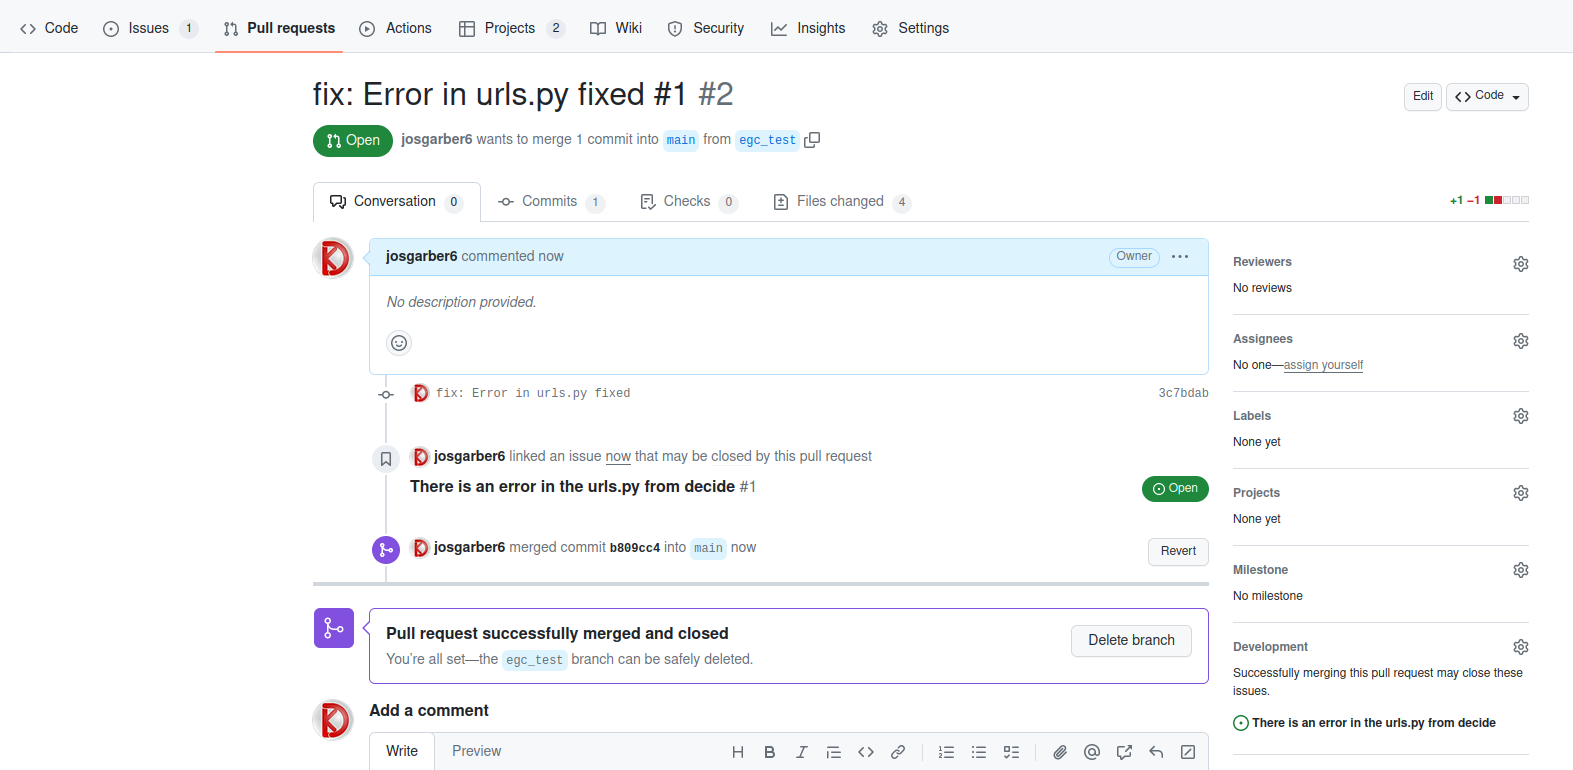 Code Issues 1 Pull requests Actions Projects 2 Wiki Security Insights Settings
fix: Error in urls.py fixed #1 #2
Edit Code
Open josgarber6 wants to merge 1 commit into main from egc_test
Conversation 0 Commits 1 Checks 0 Files changed 4 +1 −1
josgarber6 commented now Owner
No description provided.
fix: Error in urls.py fixed 3c7bdab
josgarber6 linked an issue now that may be closed by this pull request
There is an error in the urls.py from decide #1 Open
josgarber6 merged commit b809cc4 into main now Revert
Pull request successfully merged and closed
You're all set—the egc_test branch can be safely deleted.
Delete branch
Add a comment
Write Preview
Reviewers
No reviews
Assignees
No one—assign yourself
Labels
None yet
Projects
None yet
Milestone
No milestone
Development
Successfully merging this pull request may close these
issues.
There is an error in the urls.py from decide